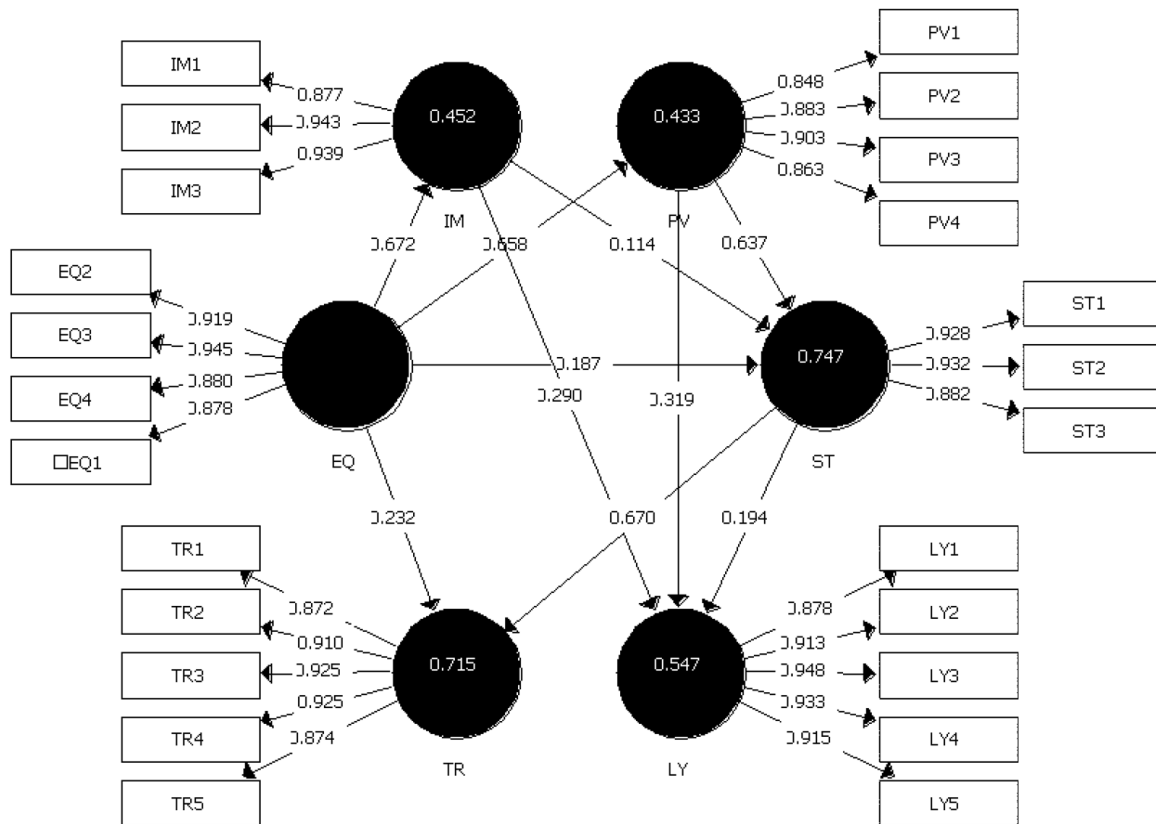 IM1
IM2
IM3
0.877
0.943
0.939
0.452
IM
0.433
PV
0.848
0.883
0.903
0.863
PV1
PV2
PV3
PV4
0.672
0.658
0.114
0.637
EQ2
EQ3
EQ4
□EQ1
0.919
0.945
0.880
0.878
EQ
0.187
0.290
0.319
0.747
ST
0.928
0.932
0.882
ST1
ST2
ST3
0.232
0.670
0.194
TR1
TR2
TR3
TR4
TR5
0.872
0.910
0.925
0.925
0.874
0.715
TR
0.547
LY
0.878
0.913
0.948
0.933
0.915
LY1
LY2
LY3
LY4
LY5